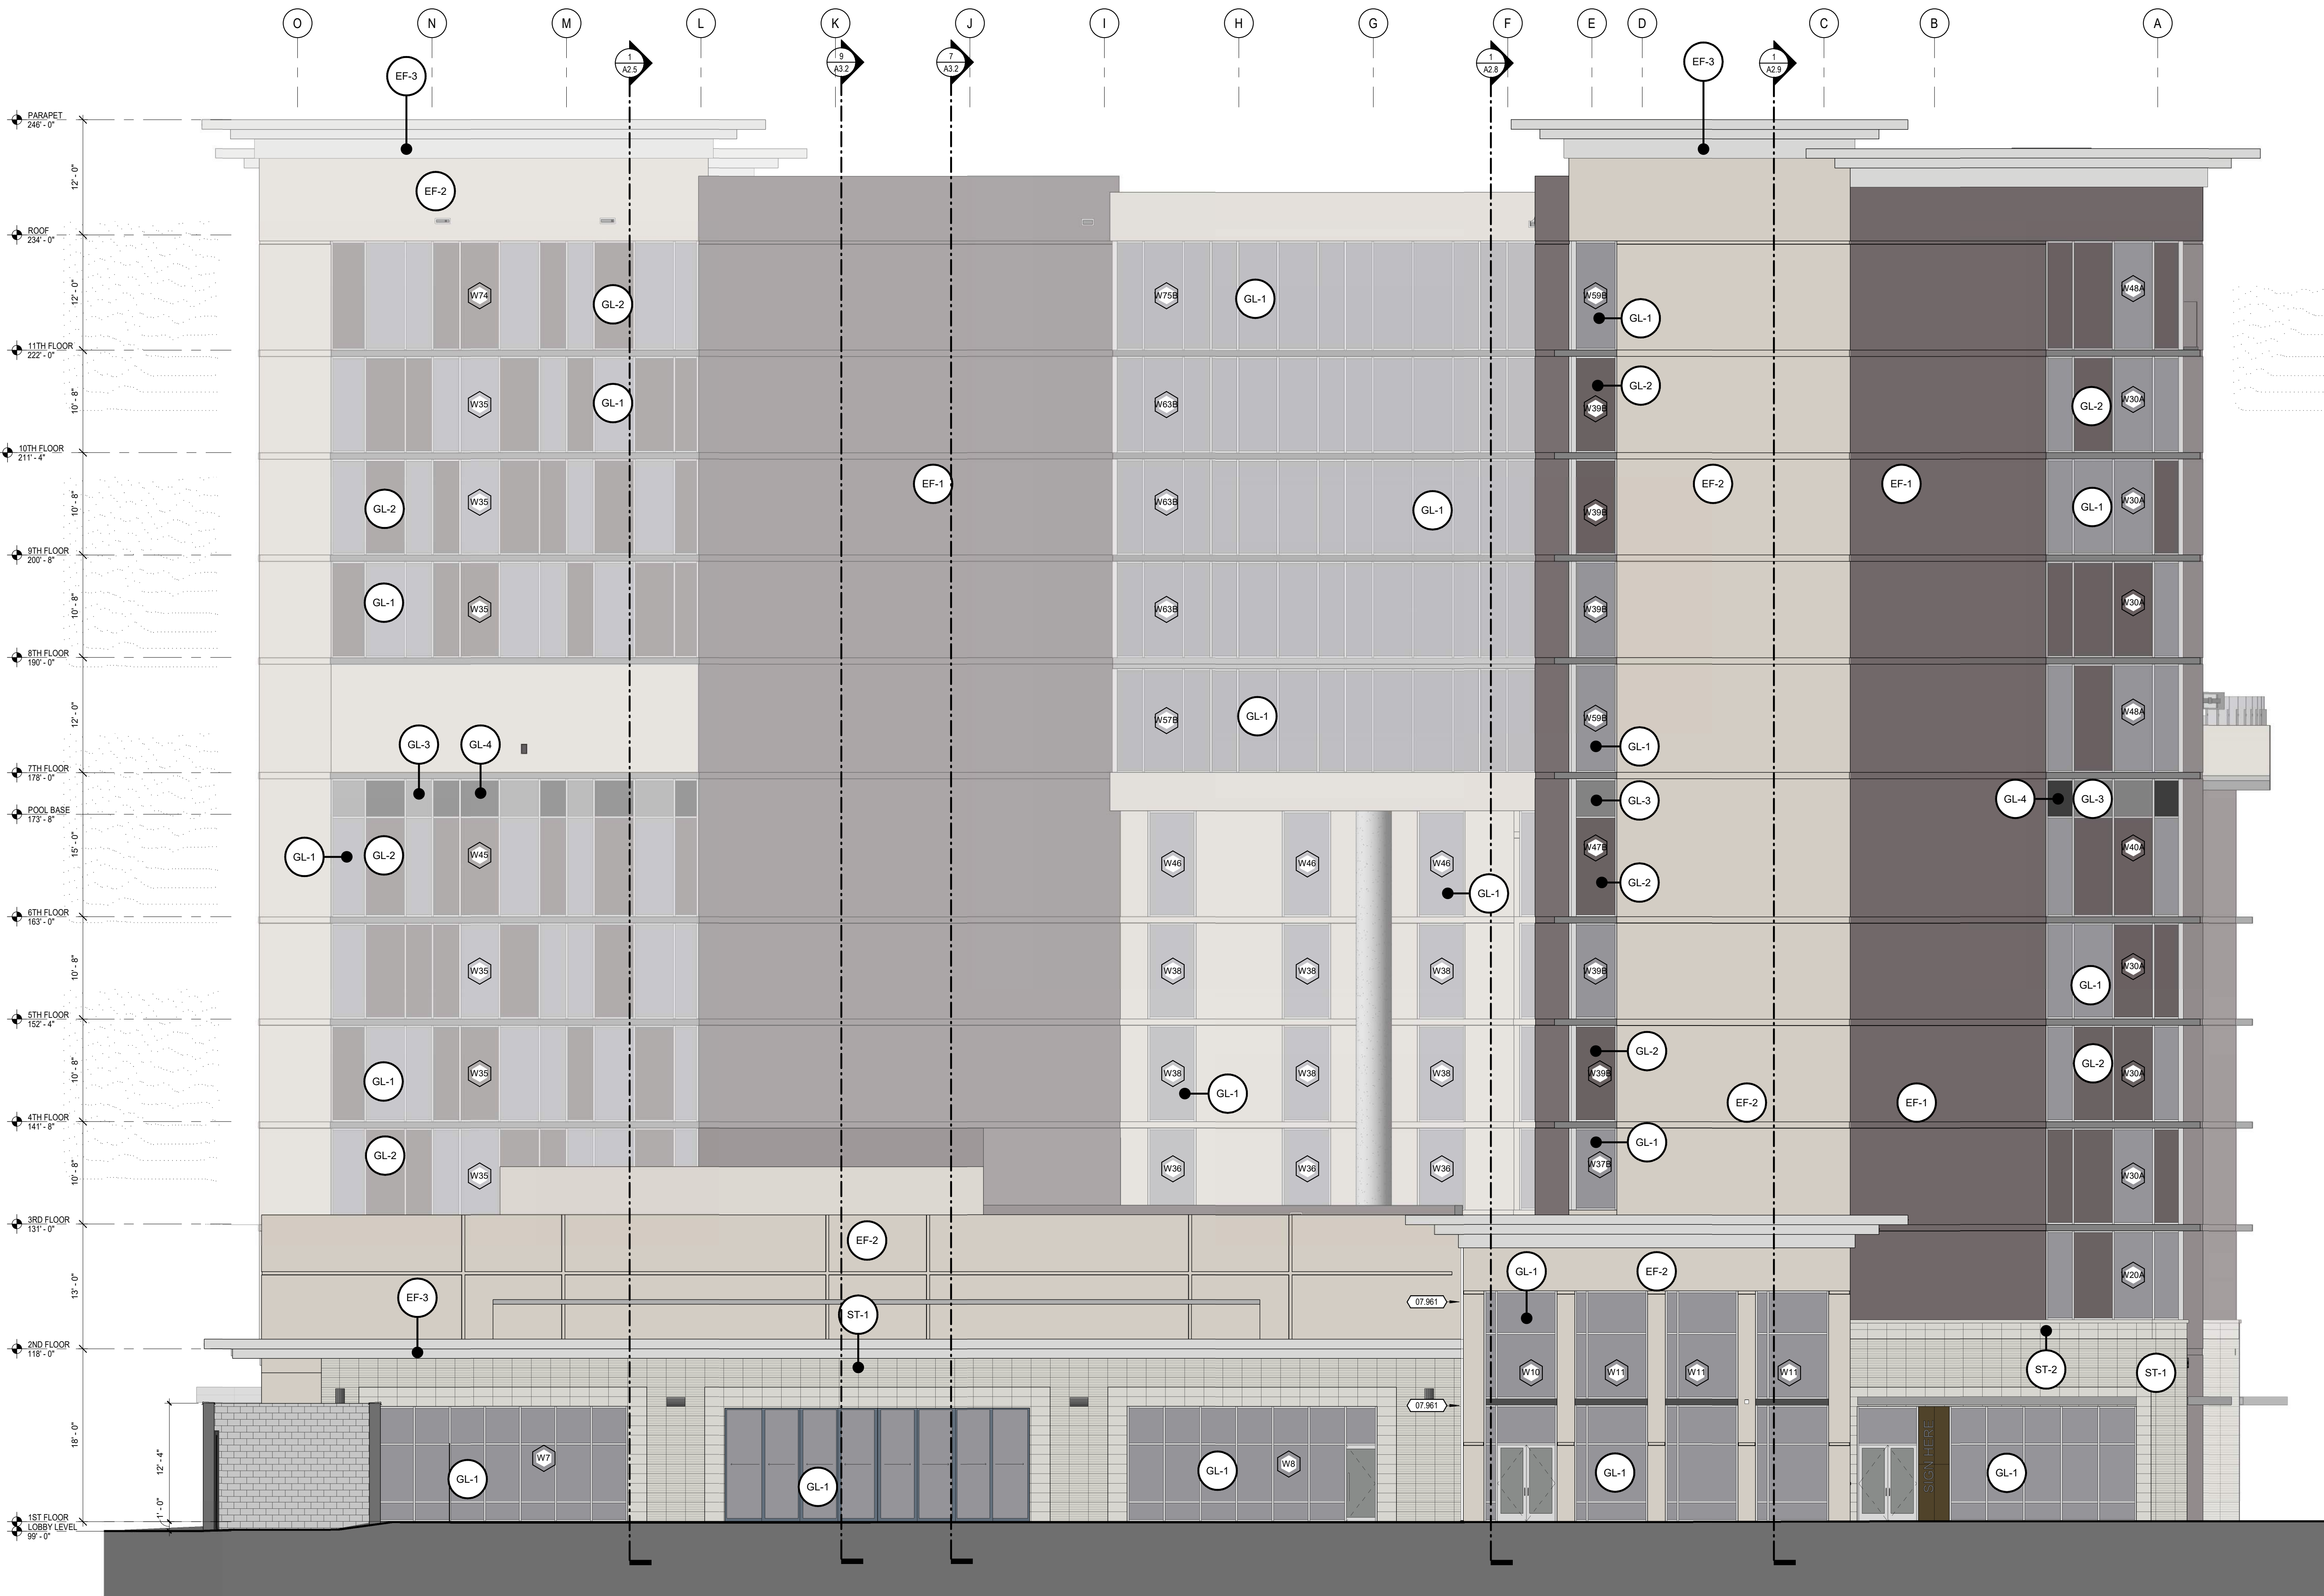 O N M L K J I H G F E D C B A
1 A2.5
9 A3.2
7 A3.2
1 A2.8
1 A2.9
EF-3 EF-3
PARAPET
246' - 0"
12' - 0"
EF-2
ROOF
234' - 0"
12' - 0"
W74 GL-2 W75B GL-1 W59B GL-1 W48A
11TH FLOOR
222' - 0"
10' - 8"
W35 GL-1 W63B GL-2 W39B GL-2 W30A
10TH FLOOR
211' - 4"
10' - 8"
GL-2 W35 EF-1 W63B GL-1 W39B EF-2 EF-1 GL-1 W30A
9TH FLOOR
200' - 8"
10' - 8"
GL-1 W35 W63B W39B W30A
8TH FLOOR
190' - 0"
12' - 0"
GL-3 GL-4 W57B GL-1 W59B GL-1 W48A
7TH FLOOR
178' - 0"
GL-3 GL-4 GL-3
POOL BASE
173' - 8"
15' - 0"
GL-1 GL-2 W45 W46 W46 W46 GL-1 W47B GL-2 W40A
6TH FLOOR
163' - 0"
10' - 8"
W35 W38 W38 W38 W39B GL-1 W30A
5TH FLOOR
152' - 4"
10' - 8"
GL-1 W35 W38 GL-1 W38 W38 GL-2 W39B EF-2 EF-1 GL-2 W30A
4TH FLOOR
141' - 8"
10' - 8"
GL-2 W35 W36 W36 W36 GL-1 W37B W30A
3RD FLOOR
131' - 0"
13' - 0"
EF-2 GL-1 EF-2 W20A
EF-3 ST-1 07.961
2ND FLOOR
118' - 0"
18' - 0"
W10 W11 W11 W11 ST-2 ST-1
07.961
12' - 4"
1' - 0"
GL-1 W7 GL-1 GL-1 W8 GL-1 SIGN HERE GL-1
1ST FLOOR
LOBBY LEVEL
99' - 0"